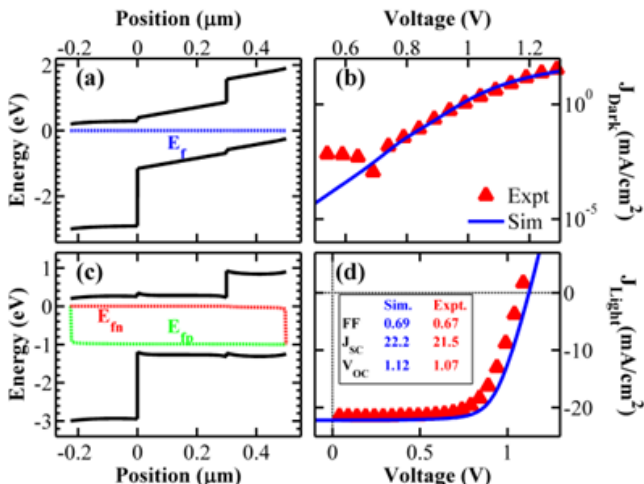 Position (μm)
Voltage (V)
-0.2 0 0.2 0.4
0.6 0.8 1 1.2
2
0
-2
Energy (eV)
(a)
E_f
(b)
Expt
Sim
10^0
10^-5
J_Dark(mA/cm^2)
1
0
-1
-2
-3
Energy (eV)
(c)
E_fn
E_fp
(d)
Sim. Expt.
FF 0.69 0.67
J_SC 22.2 21.5
V_OC 1.12 1.07
0
-10
-20
J_Light(mA/cm^2)
-0.2 0 0.2 0.4
0 0.5 1
Position (μm)
Voltage (V)